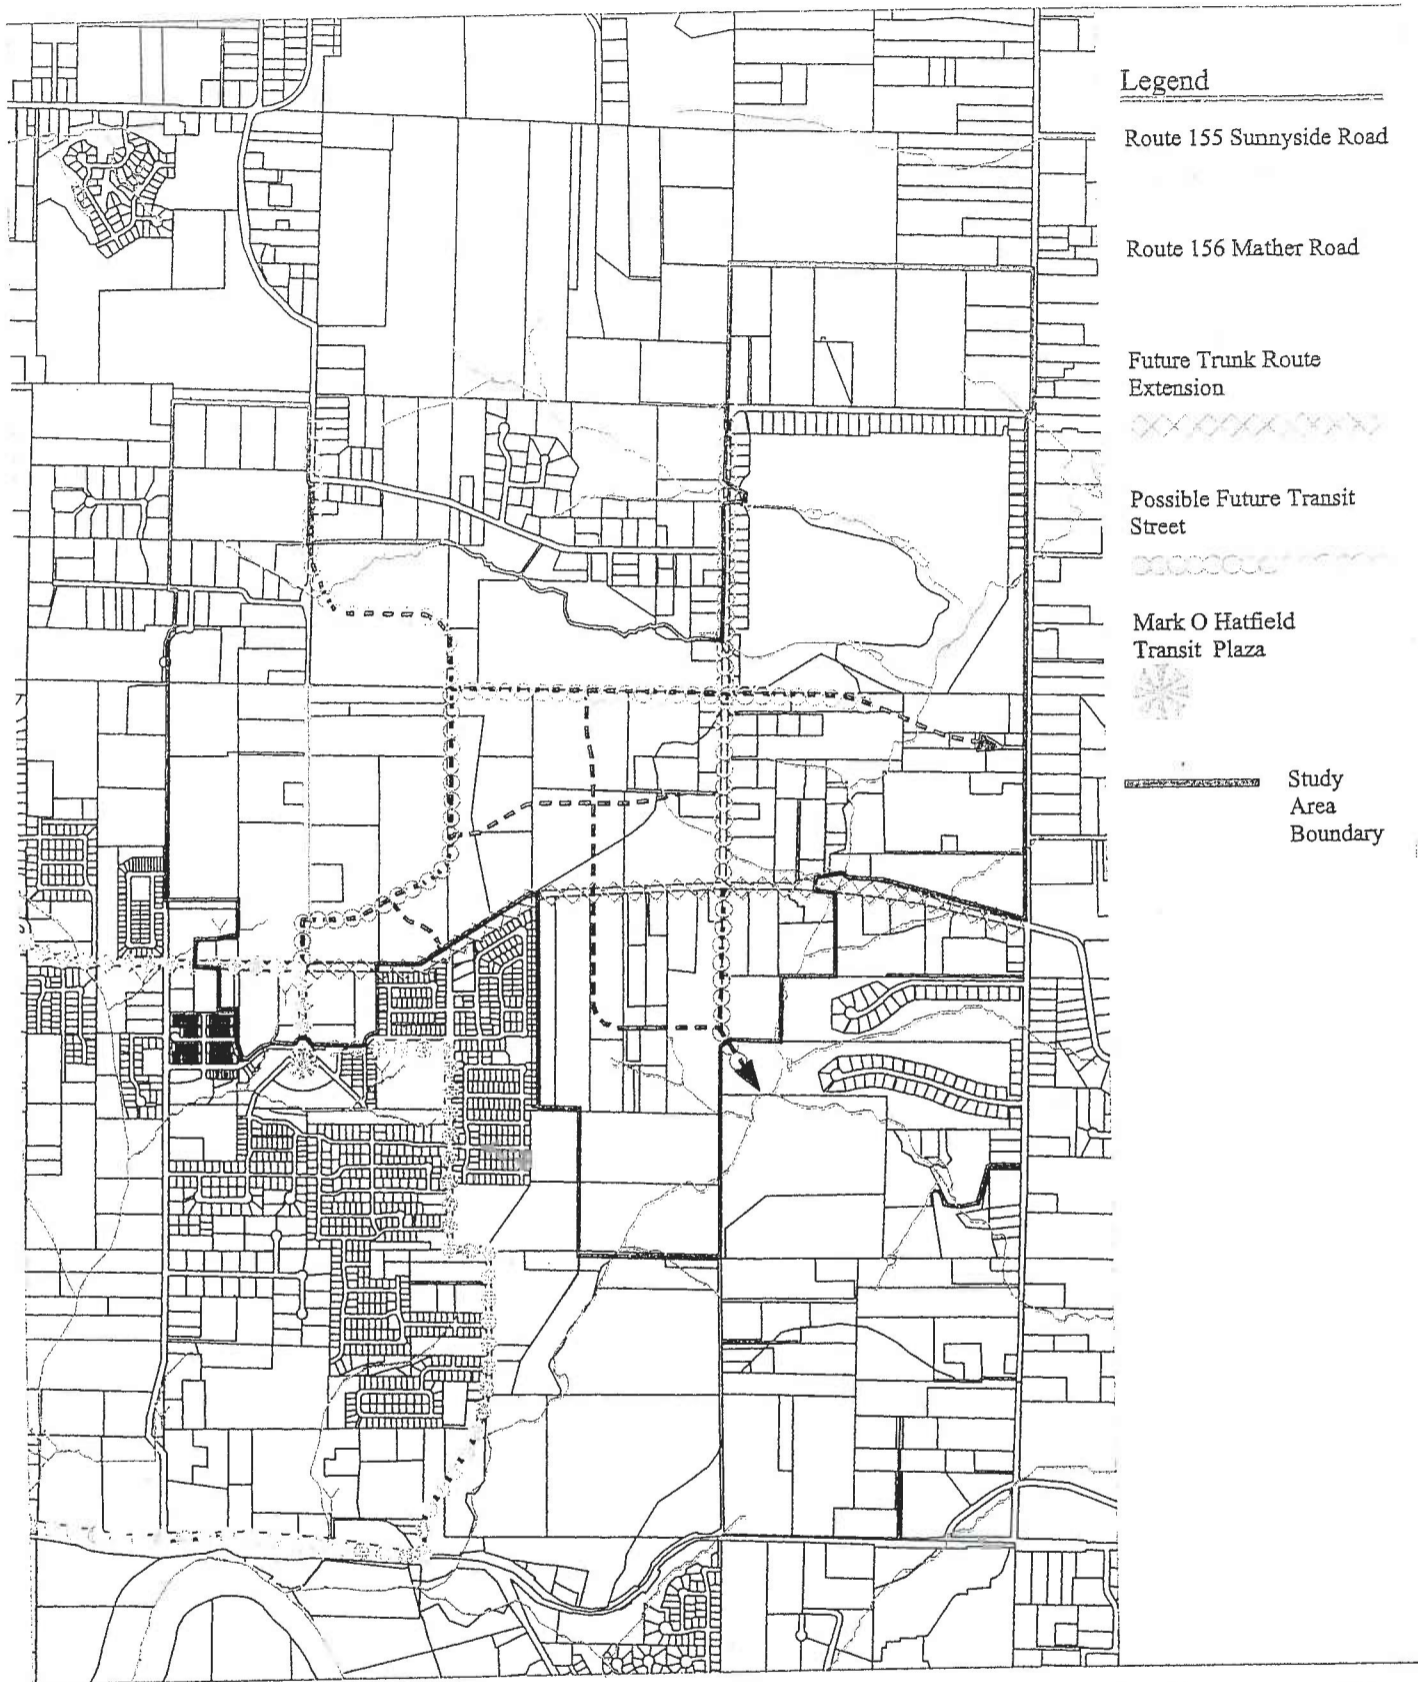 Legend
Route 155 Sunnyside Road
Route 156 Mather Road
Future Trunk Route
Extension
Possible Future Transit
Street
Mark O Hatfield
Transit Plaza
Study
Area
Boundary